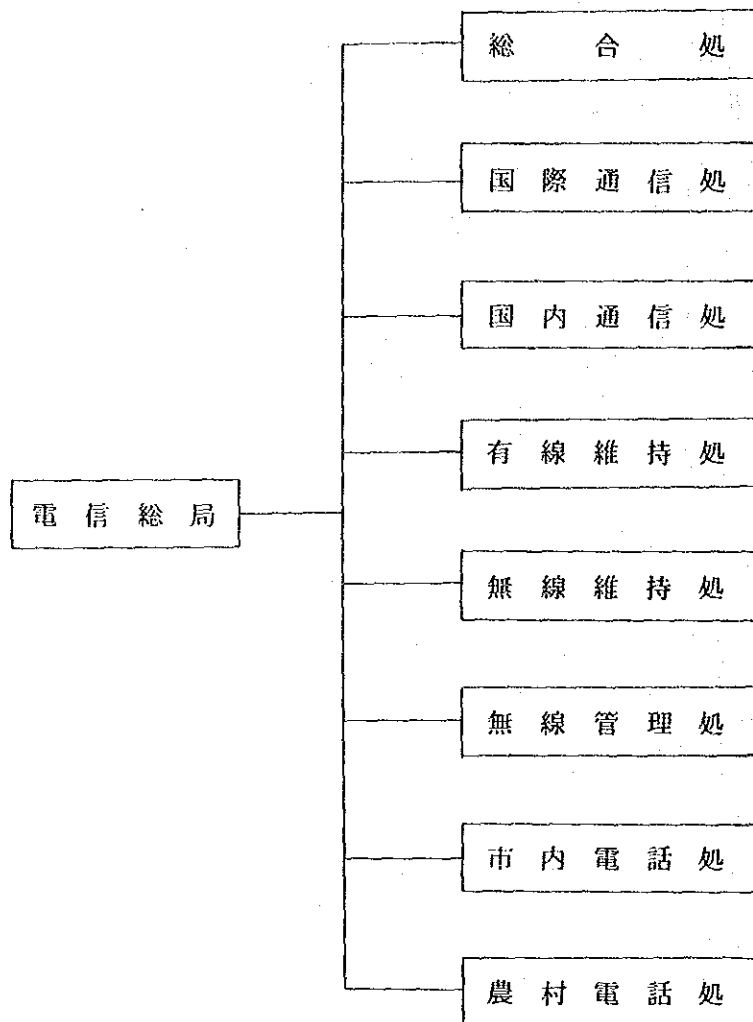 総合処
国際通信処
国内通信処
有線維持処
電信総局
無線維持処
無線管理処
市内電話処
農村電話処